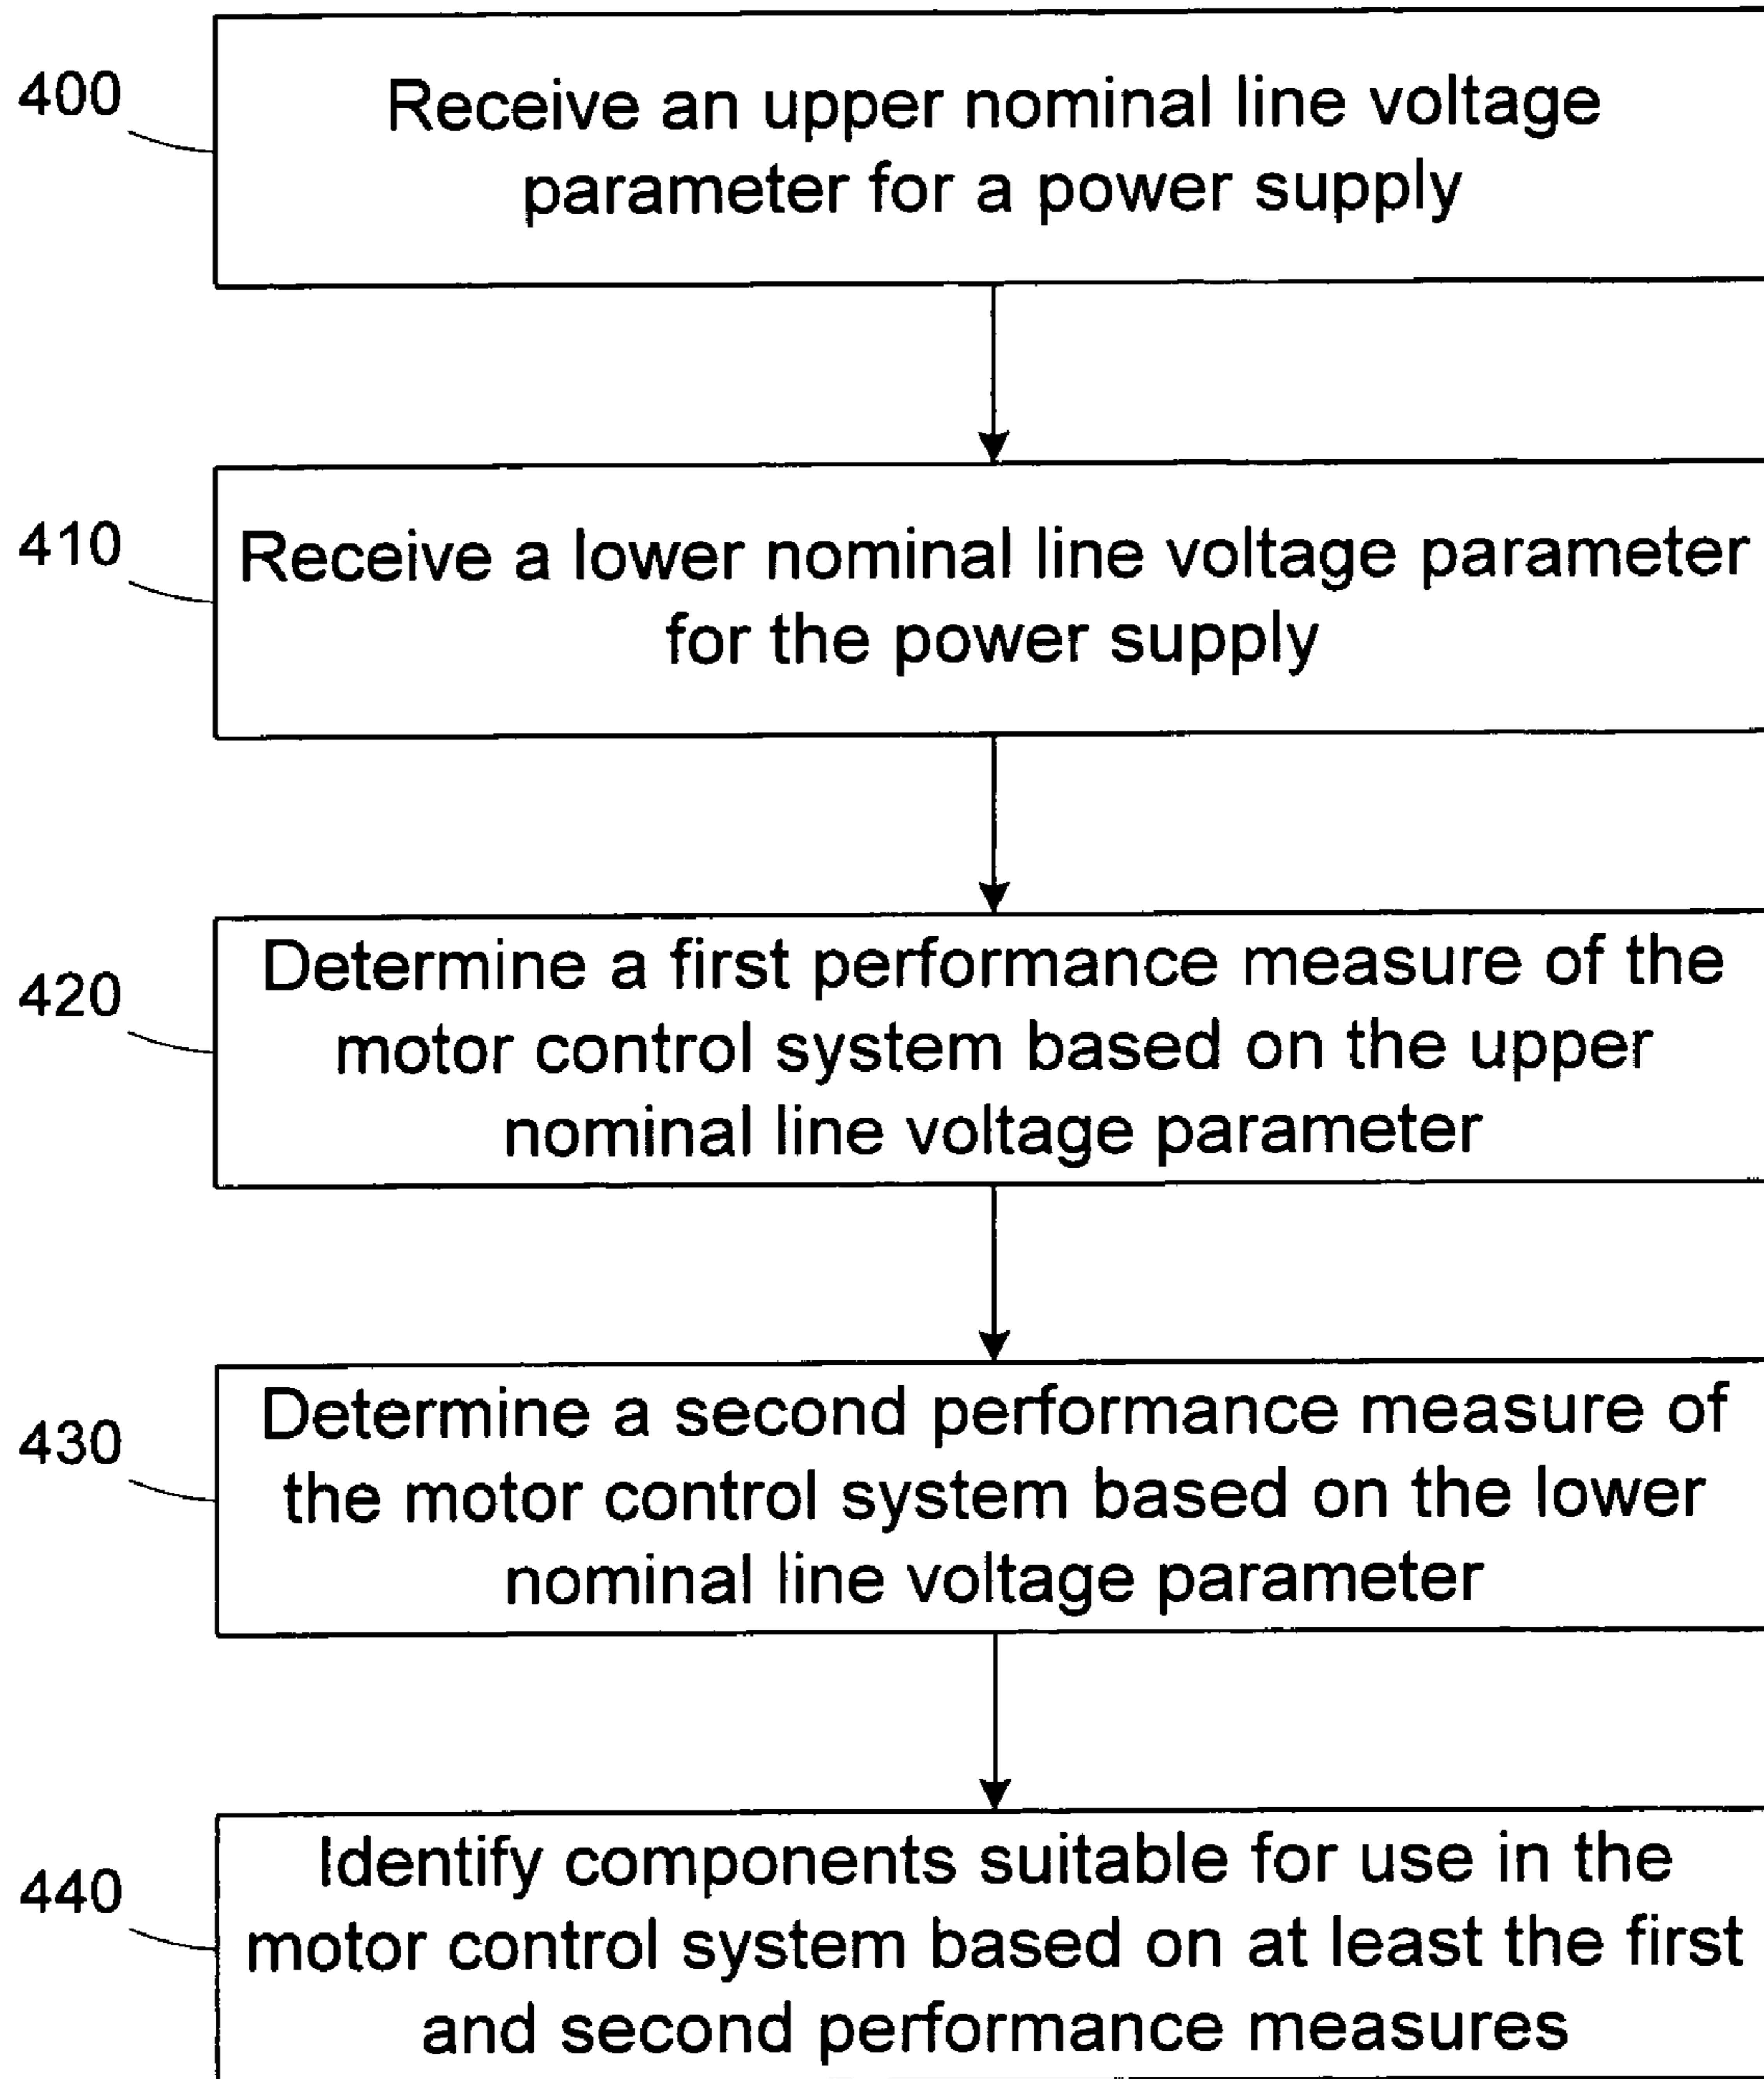 400
Receive an upper nominal line voltage
parameter for a power supply
410
Receive a lower nominal line voltage parameter
for the power supply
420
Determine a first performance measure of the
motor control system based on the upper
nominal line voltage parameter
430
Determine a second performance measure of
the motor control system based on the lower
nominal line voltage parameter
440
Identify components suitable for use in the
motor control system based on at least the first
and second performance measures